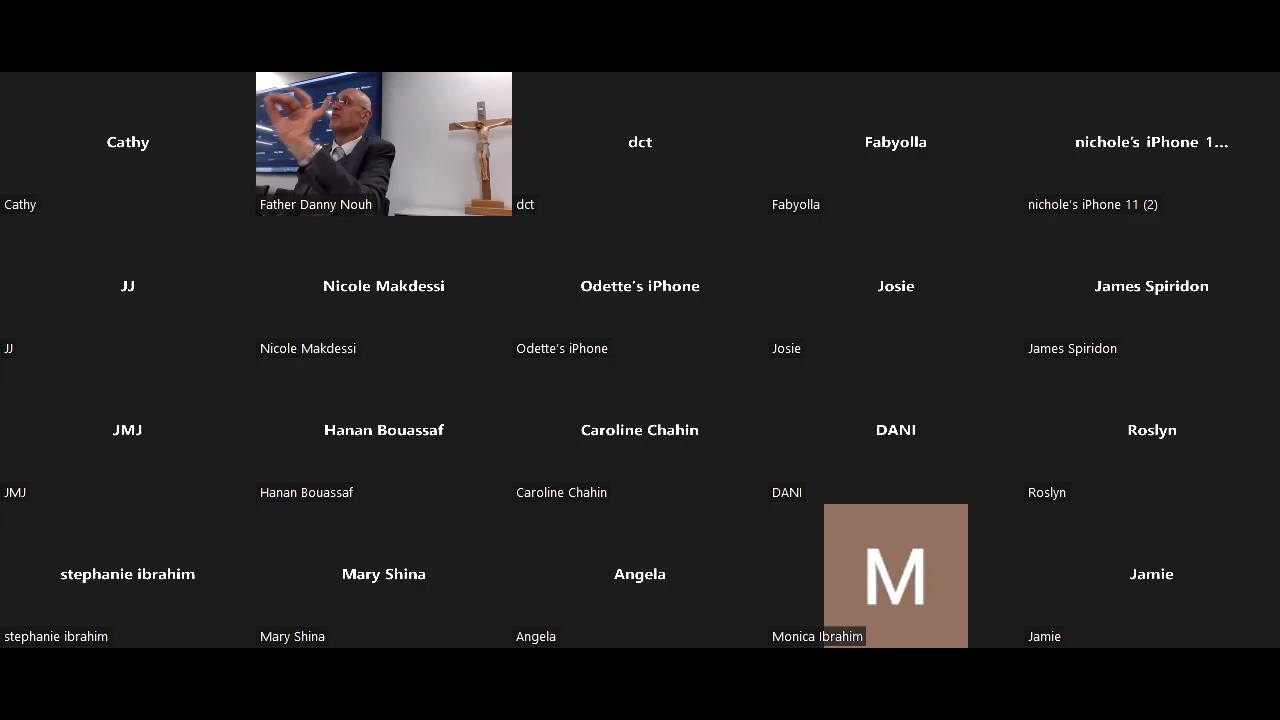 Cathy
dct
Fabyolla
nichole's iPhone 1...
Cathy
Father Danny Nouh
dct
Fabyolla
nichole's iPhone 11 (2)
JJ
Nicole Makdessi
Odette's iPhone
Josie
James Spiridon
JJ
Nicole Makdessi
Odette's iPhone
Josie
James Spiridon
JMJ
Hanan Bouassaf
Caroline Chahin
DANI
Roslyn
JMJ
Hanan Bouassaf
Caroline Chahin
DANI
Roslyn
stephanie ibrahim
Mary Shina
Angela
M
Jamie
stephanie ibrahim
Mary Shina
Angela
Monica Ibrahim
Jamie